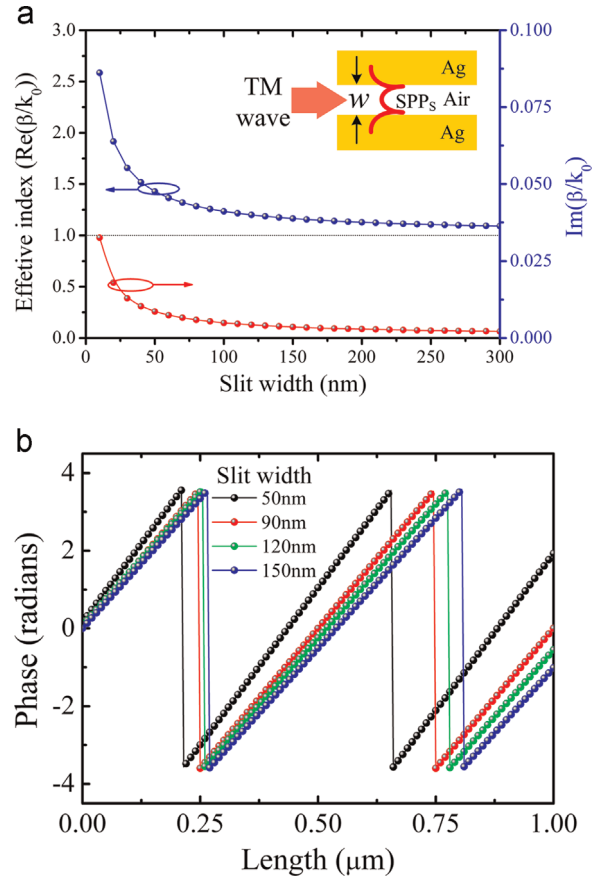 a
3.0
2.5
2.0
1.5
1.0
0.5
0.0
Effetive index (Re(β/k0))
0.100
0.075
0.050
0.025
0.000
Im(β/k0)
TM
wave
w
Ag
SPPs Air
Ag
0 50 100 150 200 250 300
Slit width (nm)
b
4
2
0
-2
-4
Phase (radians)
Slit width
50nm
90nm
120nm
150nm
0.00 0.25 0.50 0.75 1.00
Length (μm)